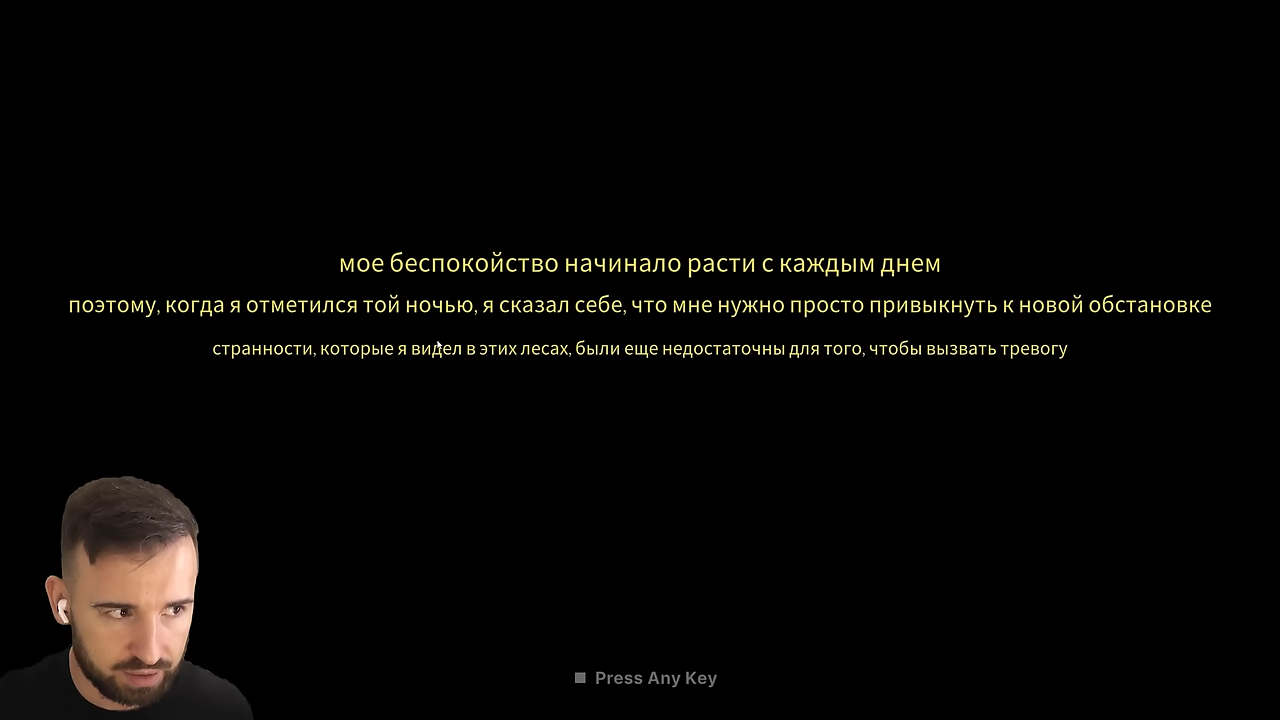 мое беспокойство начинало расти с каждым днем
поэтому, когда я отметился той ночью, я сказал себе, что мне нужно просто привыкнуть к новой обстановке
странности, которые я видел в этих лесах, были еще недостаточны для того, чтобы вызвать тревогу
Press Any Key